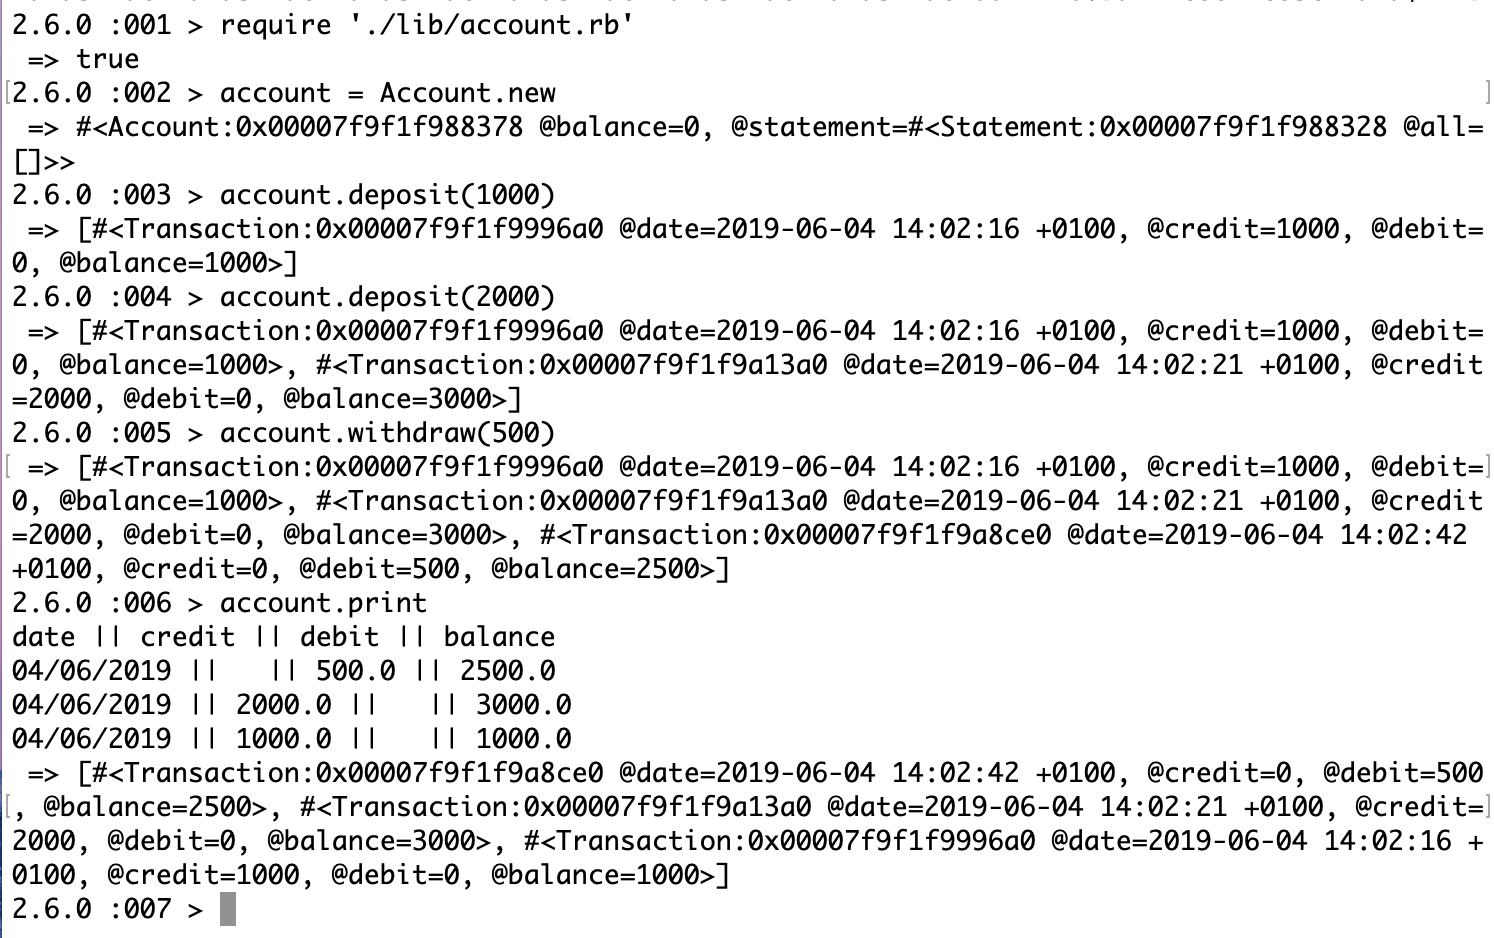 2.6.0 :001 > require './lib/account.rb'
 => true
[2.6.0 :002 > account = Account.new ]
 => #<Account:0x00007f9f1f988378 @balance=0, @statement=#<Statement:0x00007f9f1f988328 @all=
[]>>
2.6.0 :003 > account.deposit(1000)
 => [#<Transaction:0x00007f9f1f9996a0 @date=2019-06-04 14:02:16 +0100, @credit=1000, @debit=
0, @balance=1000>]
2.6.0 :004 > account.deposit(2000)
 => [#<Transaction:0x00007f9f1f9996a0 @date=2019-06-04 14:02:16 +0100, @credit=1000, @debit=
0, @balance=1000>, #<Transaction:0x00007f9f1f9a13a0 @date=2019-06-04 14:02:21 +0100, @credit
=2000, @debit=0, @balance=3000>]
2.6.0 :005 > account.withdraw(500)
[ => [#<Transaction:0x00007f9f1f9996a0 @date=2019-06-04 14:02:16 +0100, @credit=1000, @debit=]
0, @balance=1000>, #<Transaction:0x00007f9f1f9a13a0 @date=2019-06-04 14:02:21 +0100, @credit
=2000, @debit=0, @balance=3000>, #<Transaction:0x00007f9f1f9a8ce0 @date=2019-06-04 14:02:42
+0100, @credit=0, @debit=500, @balance=2500>]
2.6.0 :006 > account.print
date || credit || debit || balance
04/06/2019 ||   || 500.0 || 2500.0
04/06/2019 || 2000.0 ||   || 3000.0
04/06/2019 || 1000.0 ||   || 1000.0
 => [#<Transaction:0x00007f9f1f9a8ce0 @date=2019-06-04 14:02:42 +0100, @credit=0, @debit=500
[, @balance=2500>, #<Transaction:0x00007f9f1f9a13a0 @date=2019-06-04 14:02:21 +0100, @credit=]
2000, @debit=0, @balance=3000>, #<Transaction:0x00007f9f1f9996a0 @date=2019-06-04 14:02:16 +
0100, @credit=1000, @debit=0, @balance=1000>]
2.6.0 :007 >